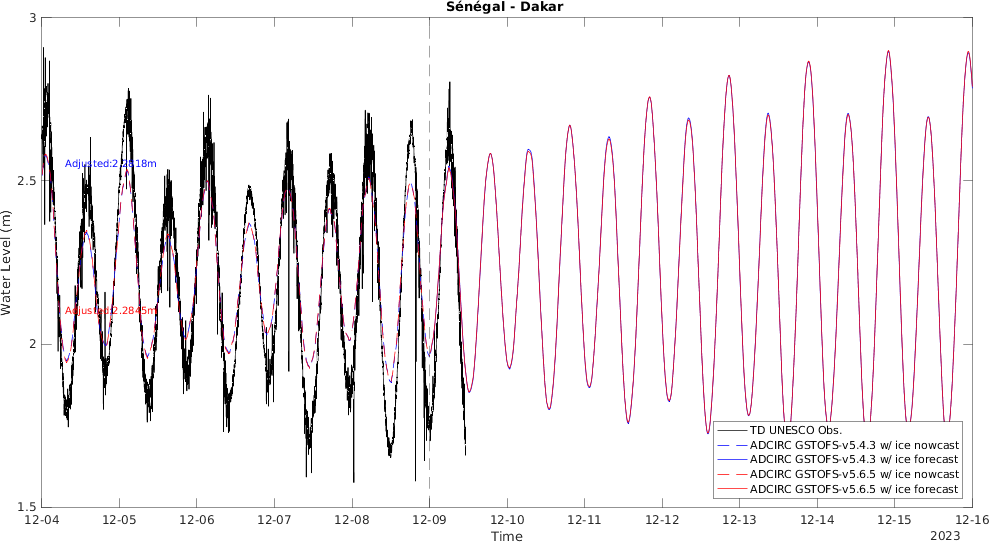 Sénégal - Dakar
3
2.5
2
1.5
Water Level (m)
Adjusted:2.2818m
Adjusted:2.2845m
TD UNESCO Obs.
ADCIRC GSTOFS-v5.4.3 w/ ice nowcast
ADCIRC GSTOFS-v5.4.3 w/ ice forecast
ADCIRC GSTOFS-v5.6.5 w/ ice nowcast
ADCIRC GSTOFS-v5.6.5 w/ ice forecast
12-04 12-05 12-06 12-07 12-08 12-09 12-10 12-11 12-12 12-13 12-14 12-15 12-16
Time
2023